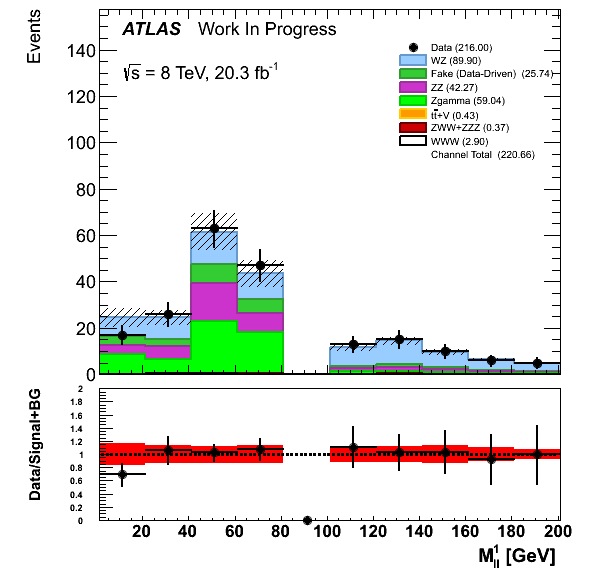 Events
ATLAS Work In Progress
√s = 8 TeV, 20.3 fb⁻¹
Data (216.00)
WZ (89.90)
Fake (Data-Driven) (25.74)
ZZ (42.27)
Zgamma (59.04)
tt̄+V (0.43)
ZWW+ZZZ (0.37)
WWW (2.90)
Channel Total (220.66)
140
120
100
80
60
40
20
0
Data/Signal+BG
2
1.8
1.6
1.4
1.2
1
0.8
0.6
0.4
0.2
0
20 40 60 80 100 120 140 160 180 200
M¹ll [GeV]